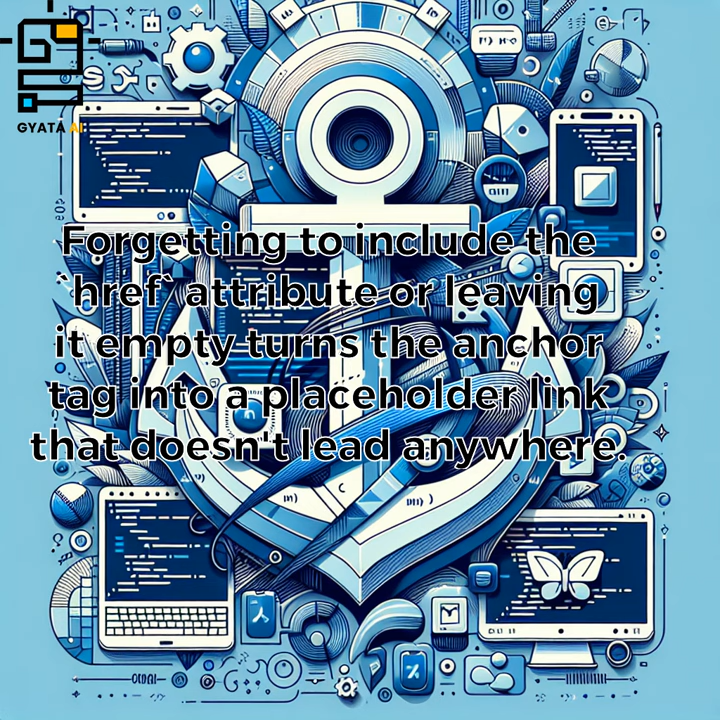 GYATA AI
Forgetting to include the
`href` attribute or leaving
it empty turns the anchor
tag into a placeholder link
that doesn't lead anywhere.